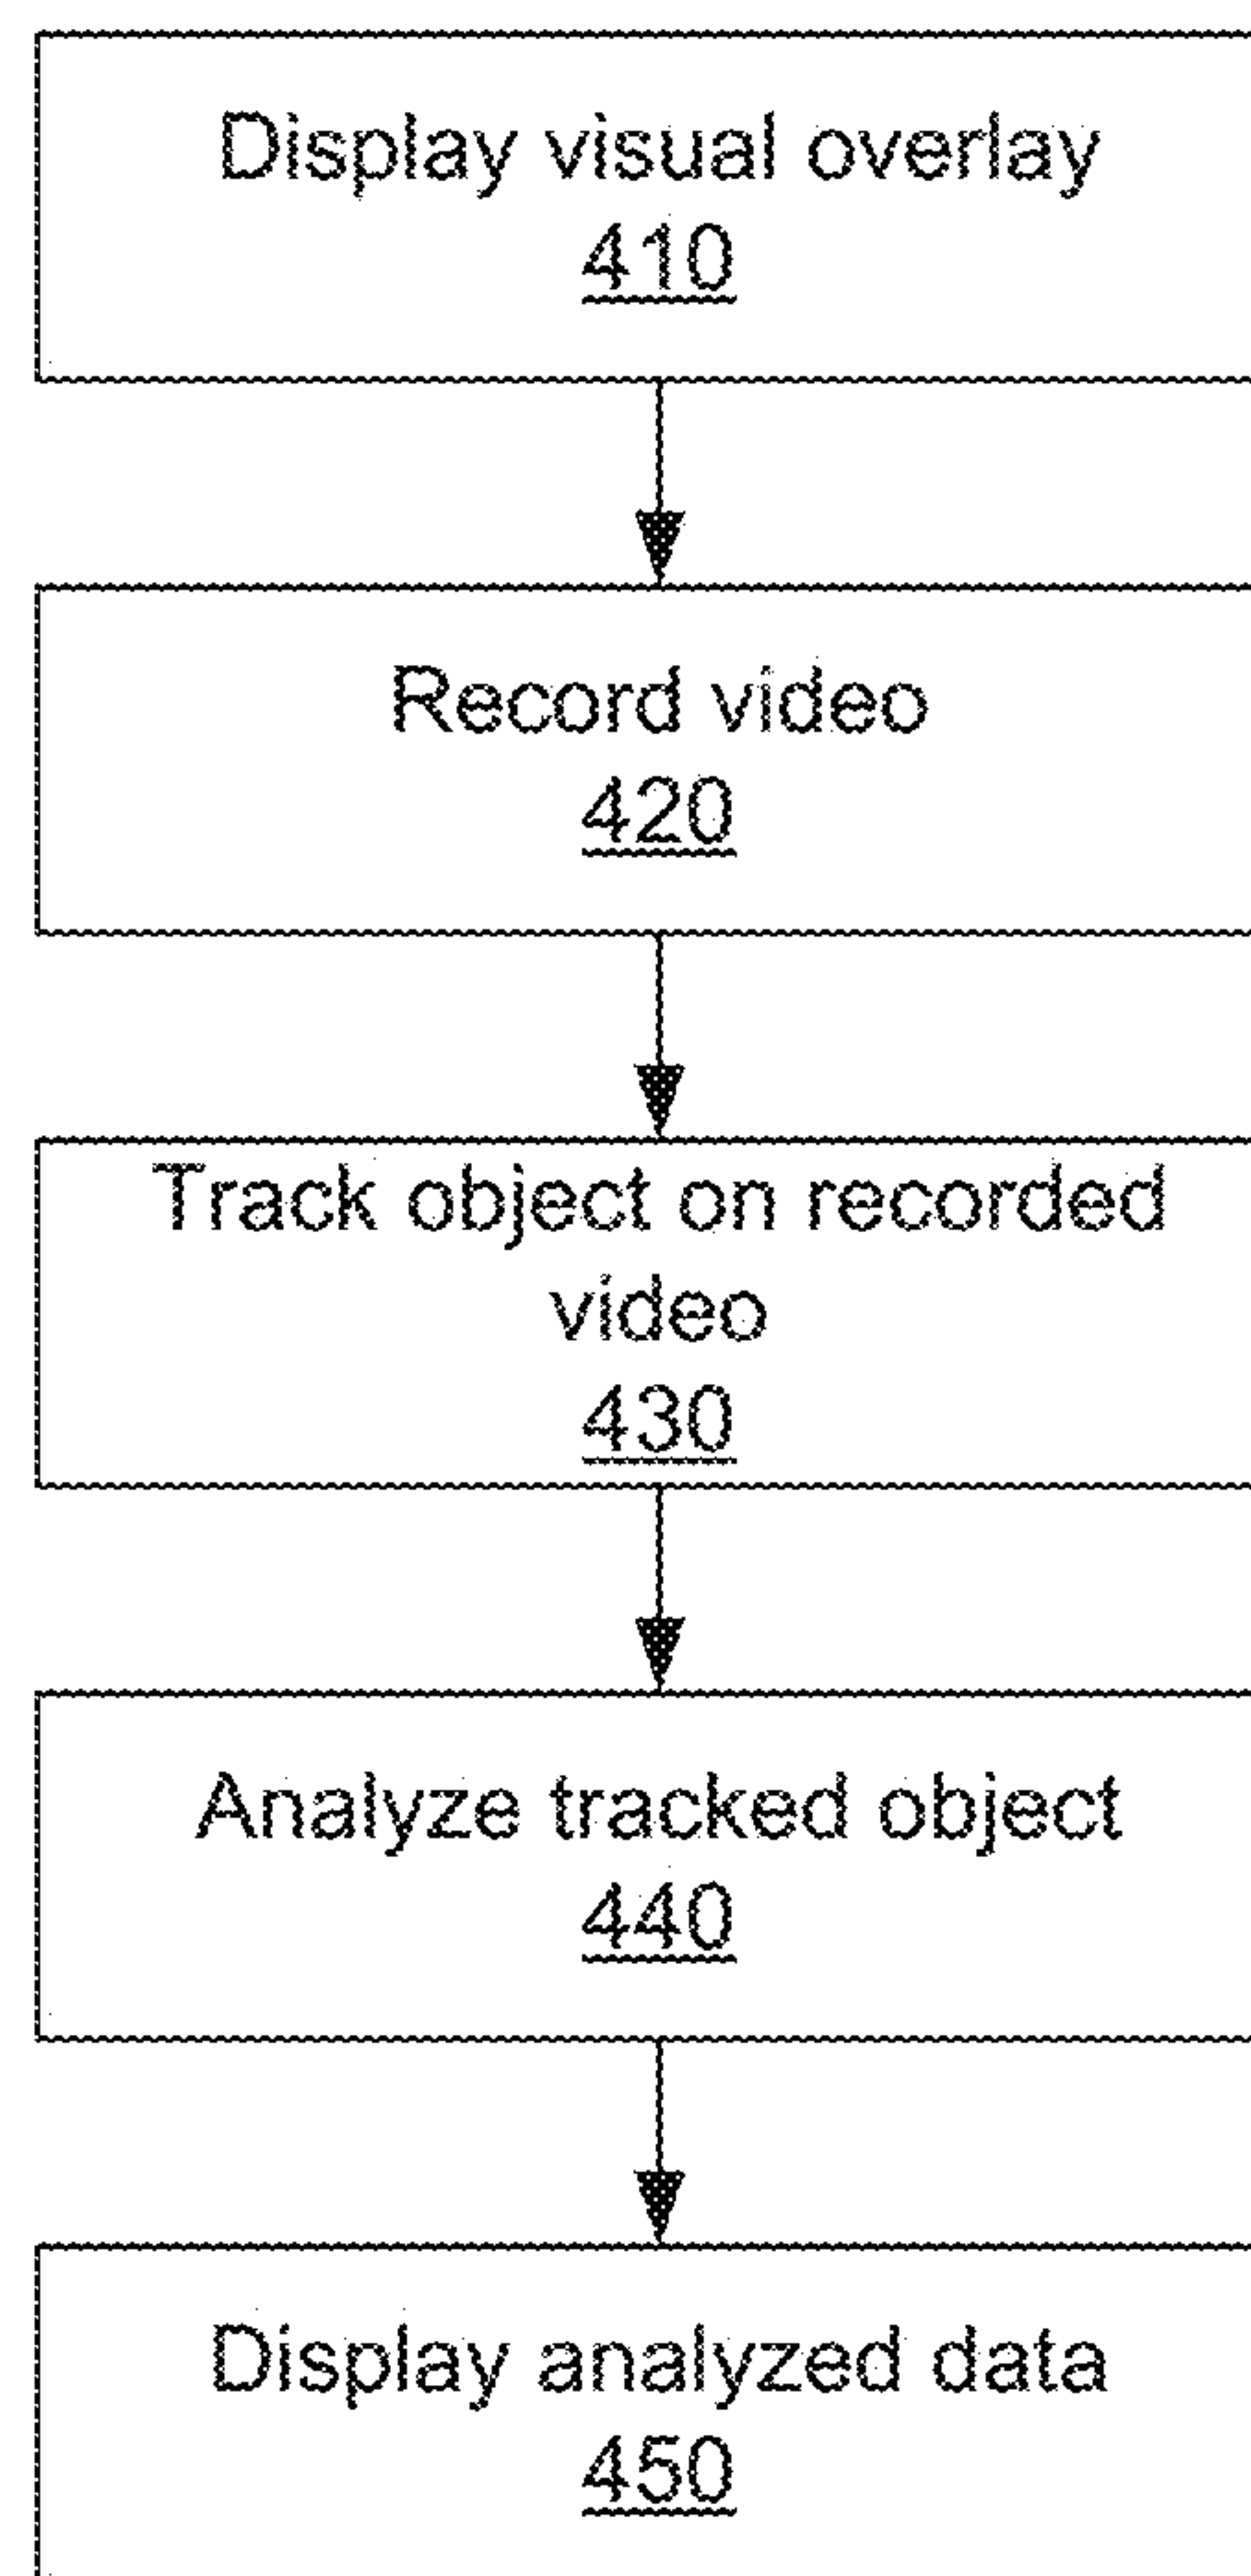 Display visual overlay
410
Record video
420
Track object on recorded
video
430
Analyze tracked object
440
Display analyzed data
450